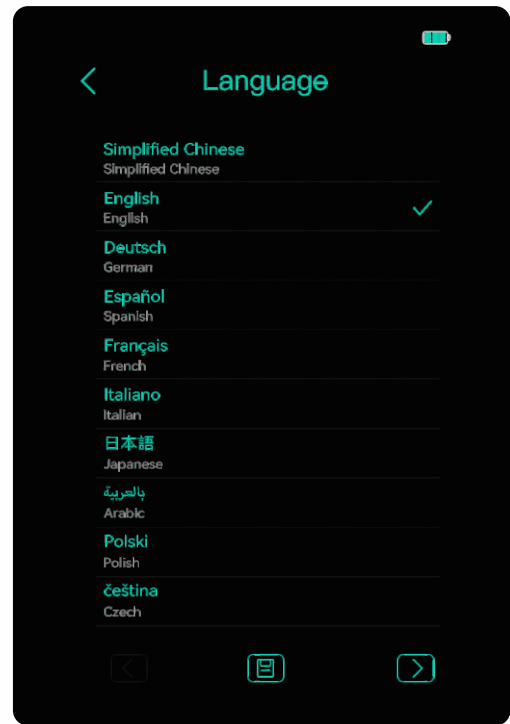 Language
Simplified Chinese
Simplified Chinese
English
English
Deutsch
German
Español
Spanish
Français
French
Italiano
Italian
日本語
Japanese
بالعربية
Arabic
Polski
Polish
čeština
Czech